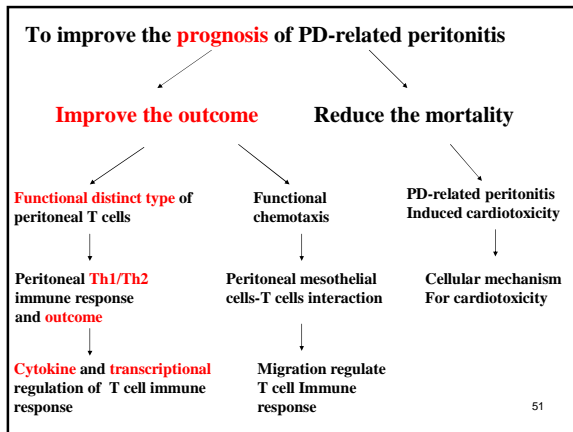 To improve the prognosis of PD-related peritonitis
Improve the outcome
Reduce the mortality
Functional distinct type of
peritoneal T cells
Functional
chemotaxis
PD-related peritonitis
Induced cardiotoxicity
Peritoneal Th1/Th2
immune response
and outcome
Peritoneal mesothelial
cells-T cells interaction
Cellular mechanism
For cardiotoxicity
Cytokine and transcriptional
regulation of T cell immune
response
Migration regulate
T cell Immune
response
51